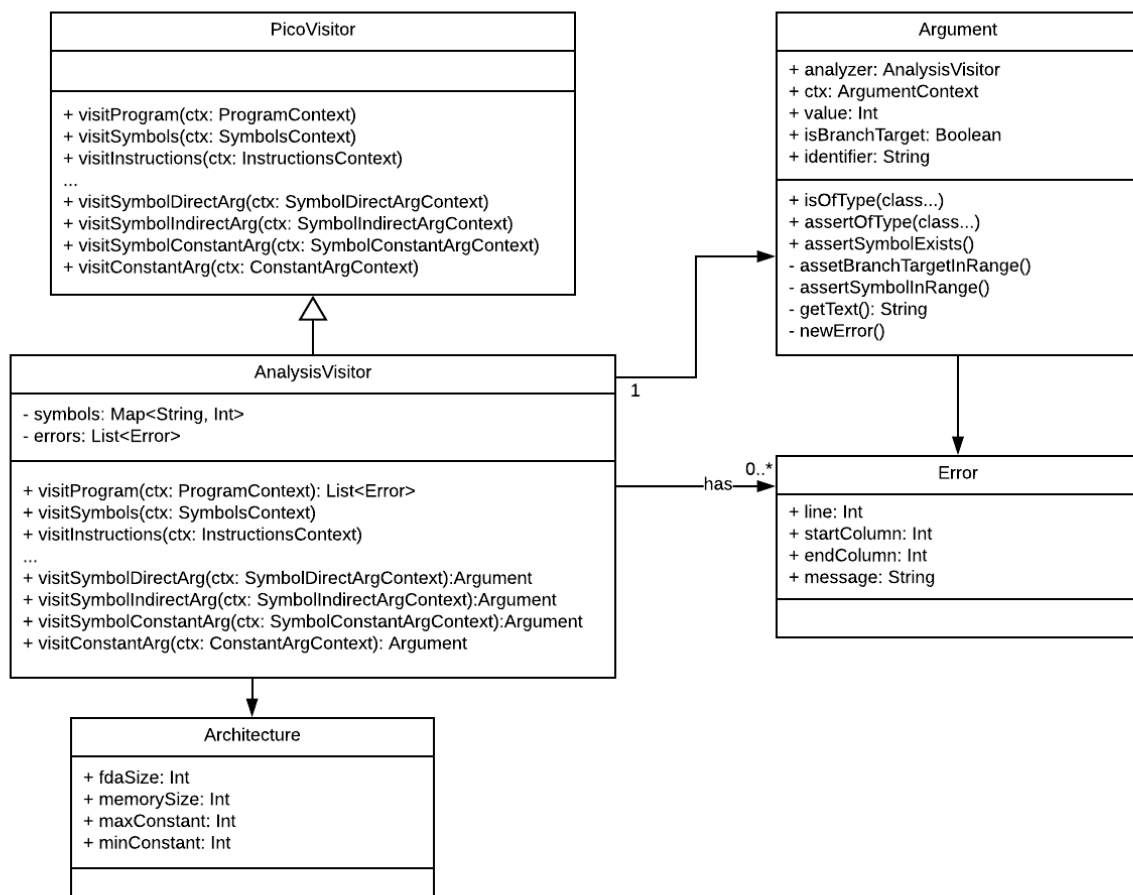 PicoVisitor
+ visitProgram(ctx: ProgramContext)
+ visitSymbols(ctx: SymbolsContext)
+ visitInstructions(ctx: InstructionsContext)
...
+ visitSymbolDirectArg(ctx: SymbolDirectArgContext)
+ visitSymbolIndirectArg(ctx: SymbolIndirectArgContext)
+ visitSymbolConstantArg(ctx: SymbolConstantArgContext)
+ visitConstantArg(ctx: ConstantArgContext)
Argument
+ analyzer: AnalysisVisitor
+ ctx: ArgumentContext
+ value: Int
+ isBranchTarget: Boolean
+ identifier: String
+ isOfType(class...)
+ assertOfType(class...)
+ assertSymbolExists()
- assetBranchTargetInRange()
- assertSymbolInRange()
- getText(): String
- newError()
AnalysisVisitor
- symbols: Map<String, Int>
- errors: List<Error>
+ visitProgram(ctx: ProgramContext): List<Error>
+ visitSymbols(ctx: SymbolsContext)
+ visitInstructions(ctx: InstructionsContext)
...
+ visitSymbolDirectArg(ctx: SymbolDirectArgContext):Argument
+ visitSymbolIndirectArg(ctx: SymbolIndirectArgContext):Argument
+ visitSymbolConstantArg(ctx: SymbolConstantArgContext):Argument
+ visitConstantArg(ctx: ConstantArgContext): Argument
1
0..*
has
Error
+ line: Int
+ startColumn: Int
+ endColumn: Int
+ message: String
Architecture
+ fdaSize: Int
+ memorySize: Int
+ maxConstant: Int
+ minConstant: Int